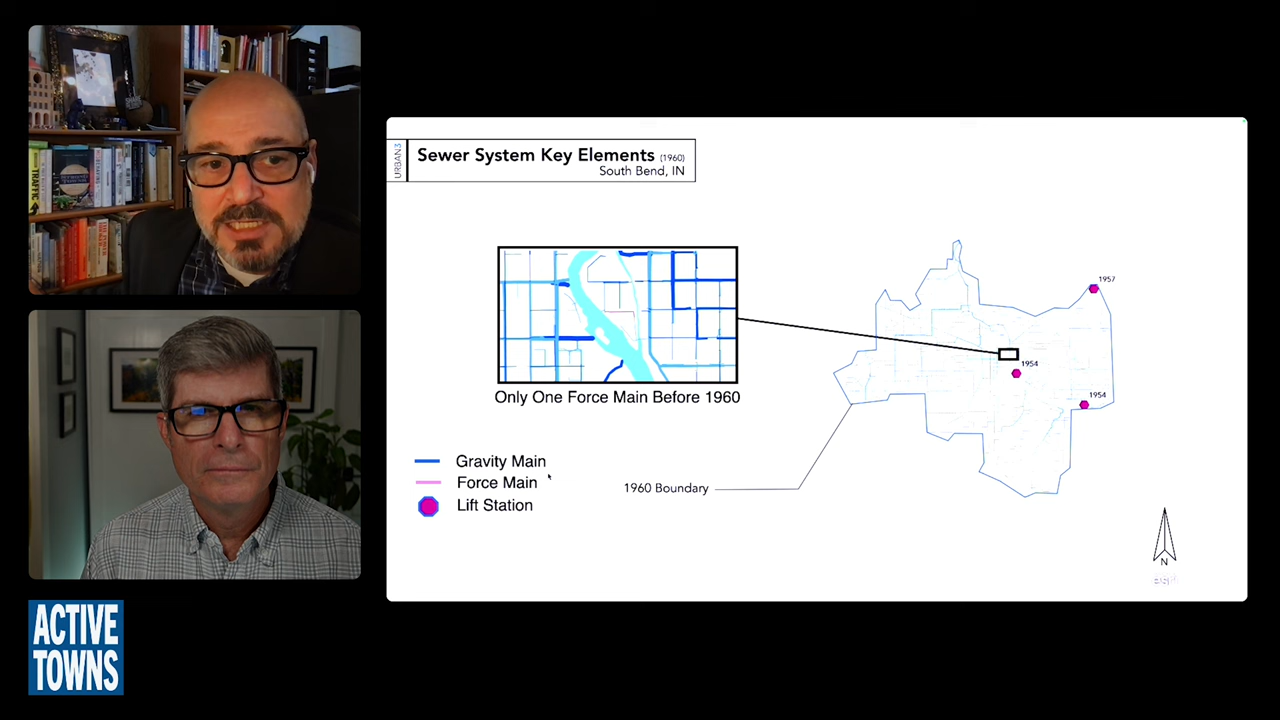 TRAFFIC
URBAN3
Sewer System Key Elements (1960)
South Bend, IN
1957
1954
1954
Only One Force Main Before 1960
Gravity Main
Force Main
Lift Station
1960 Boundary
N
ACTIVE
TOWNS